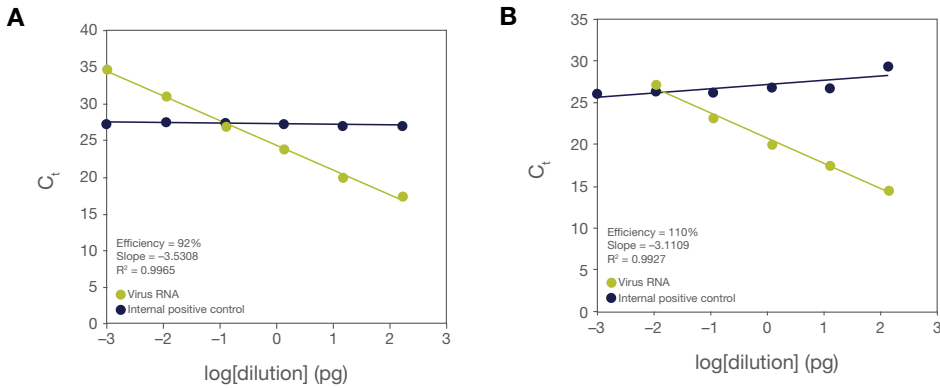 A
40
35
30
25
20
15
10
5
0
Cₜ
Efficiency = 92%
Slope = –3.5308
R² = 0.9965
Virus RNA
Internal positive control
–3 –2 –1 0 1 2 3
log[dilution] (pg)
B
35
30
25
20
15
10
5
0
Cₜ
Efficiency = 110%
Slope = –3.1109
R² = 0.9927
Virus RNA
Internal positive control
–3 –2 –1 0 1 2 3
log[dilution] (pg)